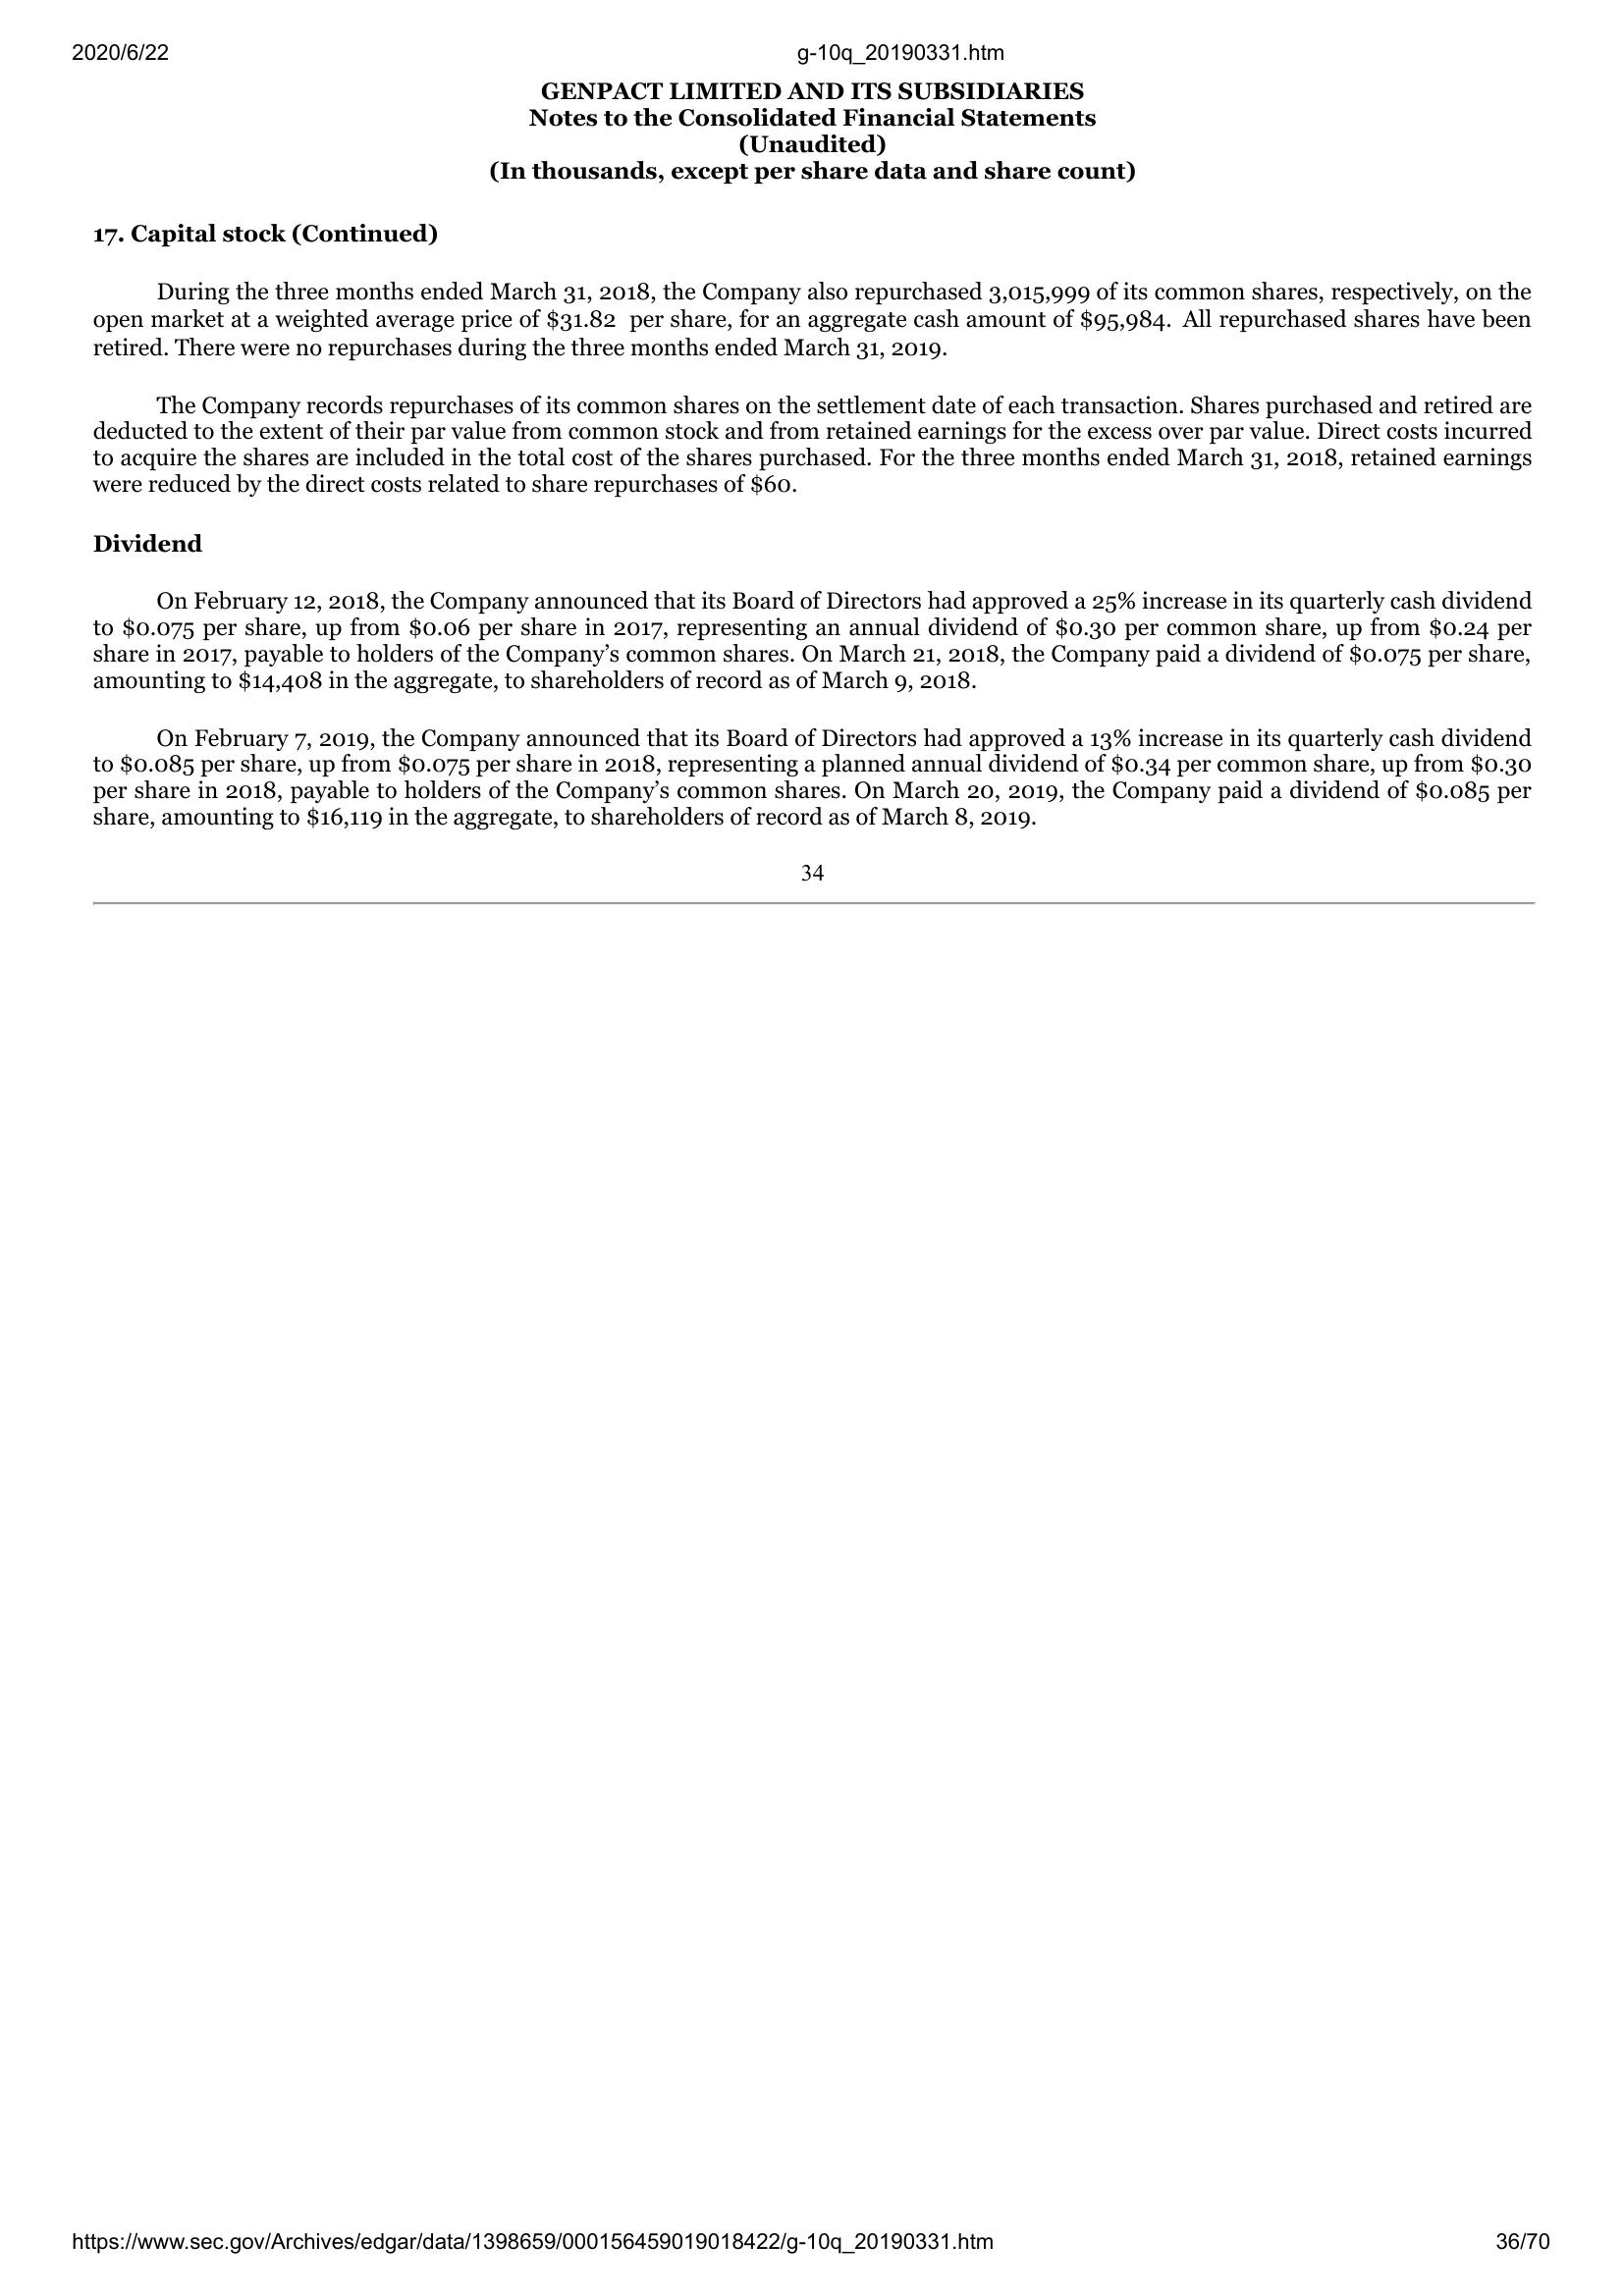 2020/6/22 g-10q_20190331.htm
GENPACT LIMITED AND ITS SUBSIDIARIES
Notes to the Consolidated Financial Statements
(Unaudited)
(In thousands, except per share data and share count)
17. Capital stock (Continued)
During the three months ended March 31, 2018, the Company also repurchased 3,015,999 of its common shares, respectively, on the
open market at a weighted average price of $31.82 per share, for an aggregate cash amount of $95,984. All repurchased shares have been
retired. There were no repurchases during the three months ended March 31, 2019.
The Company records repurchases of its common shares on the settlement date of each transaction. Shares purchased and retired are
deducted to the extent of their par value from common stock and from retained earnings for the excess over par value. Direct costs incurred
to acquire the shares are included in the total cost of the shares purchased. For the three months ended March 31, 2018, retained earnings
were reduced by the direct costs related to share repurchases of $60.
Dividend
On February 12, 2018, the Company announced that its Board of Directors had approved a 25% increase in its quarterly cash dividend
to $0.075 per share, up from $0.06 per share in 2017, representing an annual dividend of $0.30 per common share, up from $0.24 per
share in 2017, payable to holders of the Company’s common shares. On March 21, 2018, the Company paid a dividend of $0.075 per share,
amounting to $14,408 in the aggregate, to shareholders of record as of March 9, 2018.
On February 7, 2019, the Company announced that its Board of Directors had approved a 13% increase in its quarterly cash dividend
to $0.085 per share, up from $0.075 per share in 2018, representing a planned annual dividend of $0.34 per common share, up from $0.30
per share in 2018, payable to holders of the Company’s common shares. On March 20, 2019, the Company paid a dividend of $0.085 per
share, amounting to $16,119 in the aggregate, to shareholders of record as of March 8, 2019.
34
https://www.sec.gov/Archives/edgar/data/1398659/000156459019018422/g-10q_20190331.htm 36/70